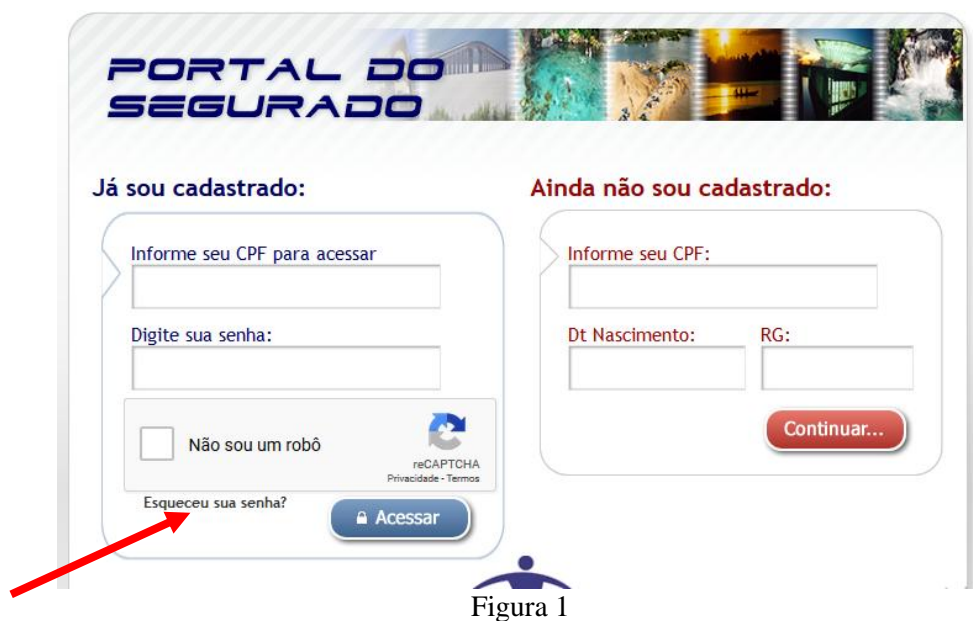 PORTAL DO
SEGURADO
Já sou cadastrado:
Informe seu CPF para acessar
Digite sua senha:
Não sou um robô
reCAPTCHA
Privacidade - Termos
Esqueceu sua senha?
Acessar
Ainda não sou cadastrado:
Informe seu CPF:
Dt Nascimento: RG:
Continuar...
Figura 1